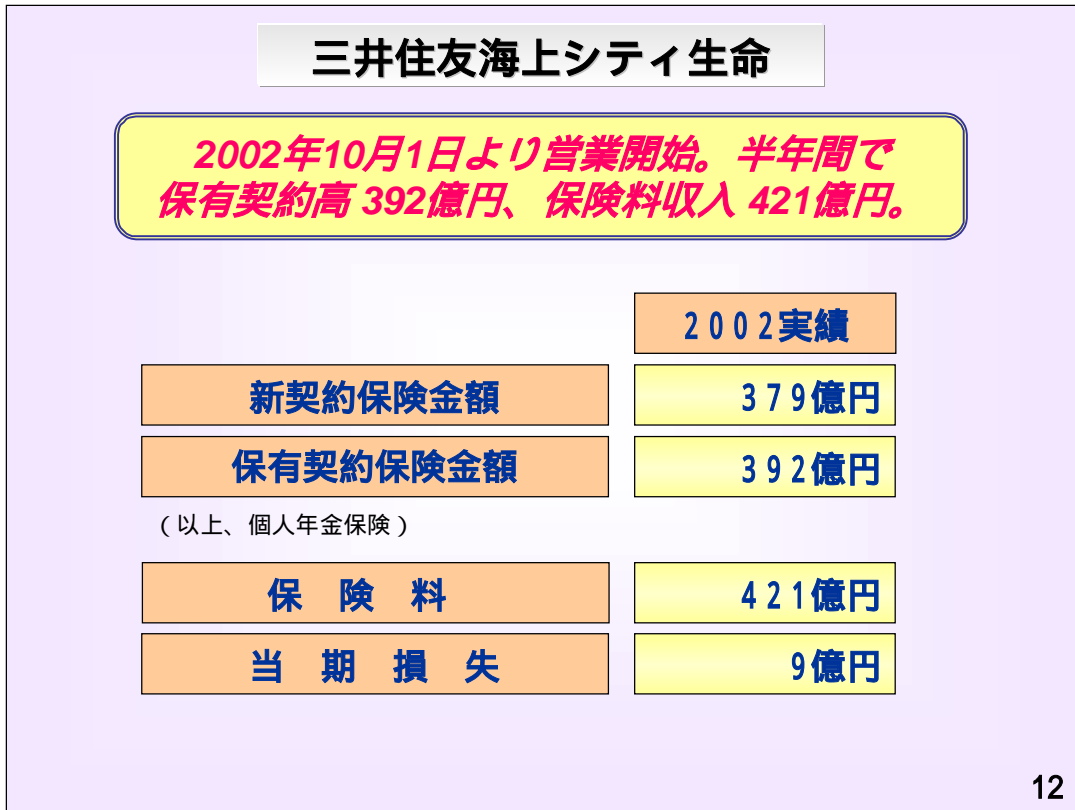 三井住友海上シティ生命
2002年10月1日より営業開始。半年間で
保有契約高 392億円、保険料収入 421億円。
２００２実績
新契約保険金額 ３７９億円
保有契約保険金額 ３９２億円
（以上、個人年金保険）
保　険　料 ４２１億円
当　期　損　失 ９億円
12